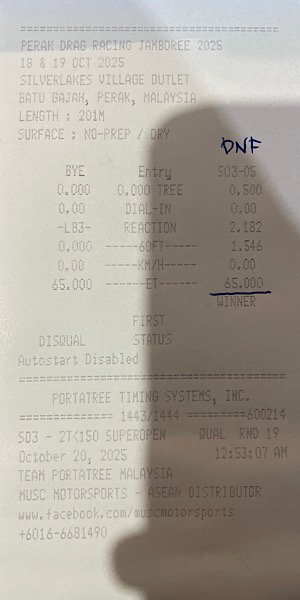 ========================================
PERAK DRAG RACING JAMBOREE 2025
18 & 19 OCT 2025
SILVERLAKES VILLAGE OUTLET
BATU GAJAH, PERAK, MALAYSIA
LENGTH : 201M
SURFACE : NO-PREP / DRY
DNF
BYE Entry S03-05
0.000 0.000 TREE 0.500
0.00 DIAL-IN 0.00
-LB3- REACTION 2.182
0.000 -----60FT----- 1.546
0.00 ------KM/H----- 0.00
65.000 ------ET------ 65.000
WINNER
FIRST
DISQUAL STATUS
Autostart Disabled
========================================
PORTATREE TIMING SYSTEMS, INC.
============== 1443/1444 =========600214
S03 - 2TK150 SUPEROPEN QUAL RND 19
October 20, 2025 12:53:07 AM
TEAM PORTATREE MALAYSIA
MUSC MOTORSPORTS - ASEAN DISTRIBUTOR
www.facebook.com/muscmotorsports
+6016-6681490